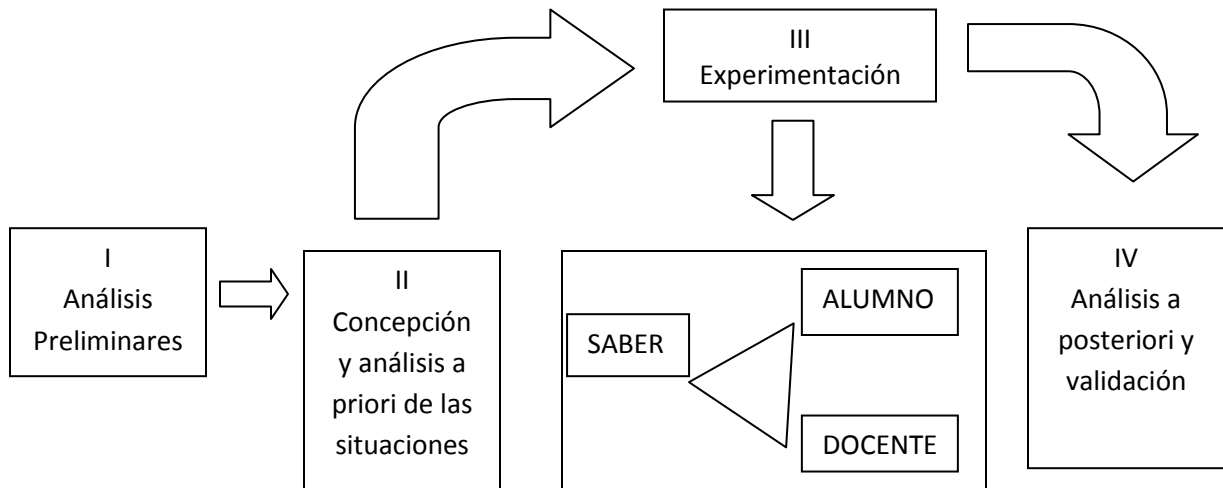 I
Análisis
Preliminares
II
Concepción
y análisis a
priori de las
situaciones
III
Experimentación
SABER
ALUMNO
DOCENTE
IV
Análisis a
posteriori y
validación